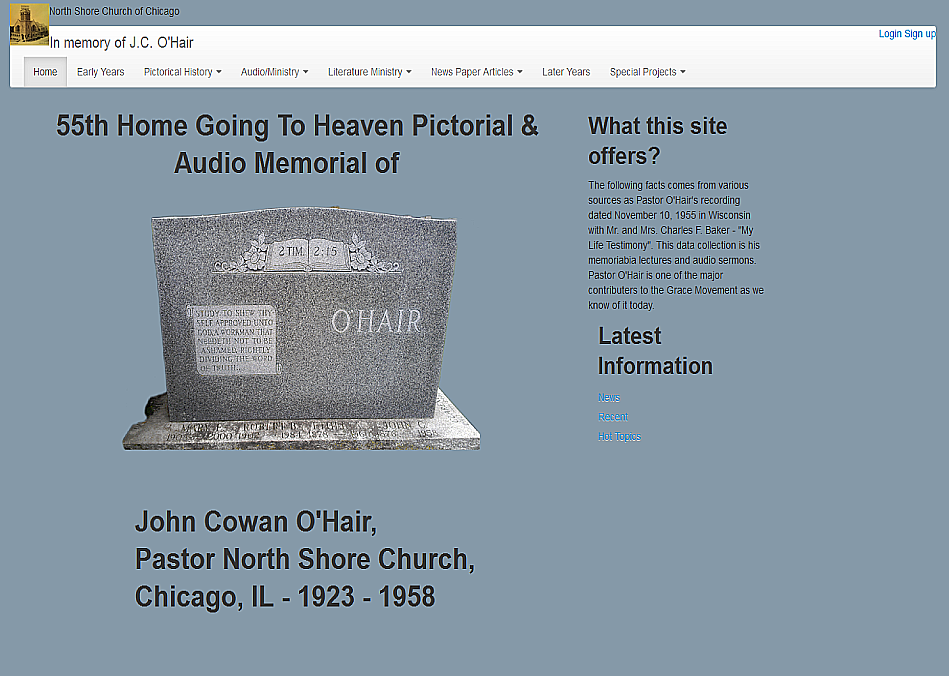 North Shore Church of Chicago
In memory of J.C. O'Hair
Login Sign up
Home Early Years Pictorical History Audio/Ministry Literature Ministry News Paper Articles Later Years Special Projects
55th Home Going To Heaven Pictorial &
Audio Memorial of
2 TIM. 2:15
STUDY TO SHEW THY-
SELF APPROVED UNTO
GOD, A WORKMAN THAT
NEEDETH NOT TO BE
ASHAMED, RIGHTLY
DIVIDING THE WORD
OF TRUTH.
O'HAIR
JOHN C.
John Cowan O'Hair,
Pastor North Shore Church,
Chicago, IL - 1923 - 1958
What this site
offers?
The following facts comes from various
sources as Pastor O'Hair's recording
dated November 10, 1955 in Wisconsin
with Mr. and Mrs. Charles F. Baker - "My
Life Testimony". This data collection is his
memoriabia lectures and audio sermons.
Pastor O'Hair is one of the major
contributers to the Grace Movement as we
know of it today.
Latest
Information
News
Recent
Hot Topics